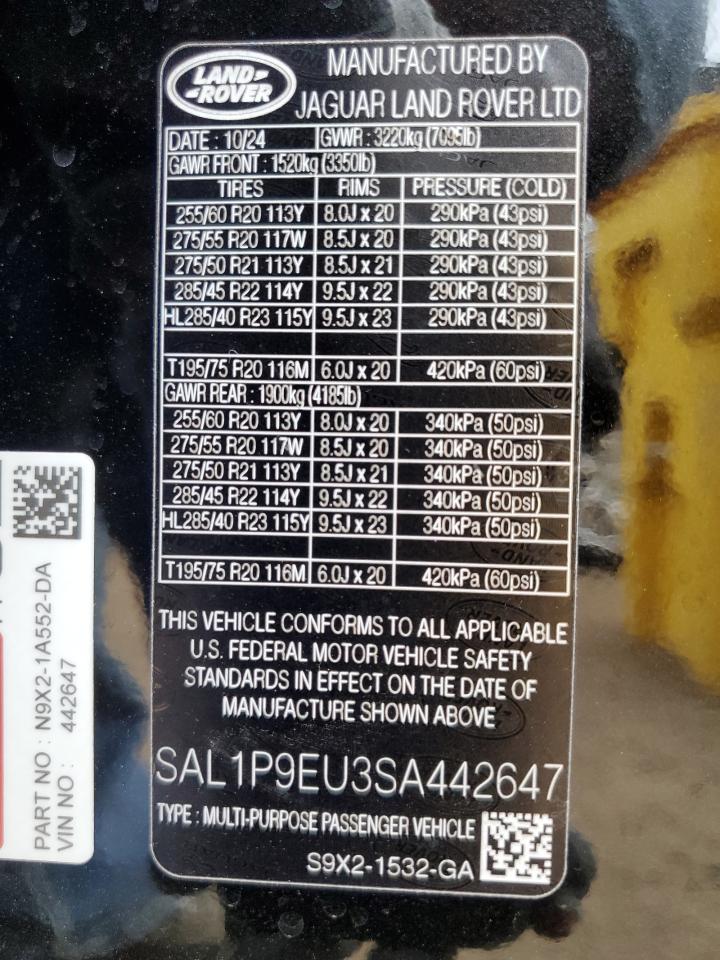 LAND-
-ROVER
MANUFACTURED BY
JAGUAR LAND ROVER LTD
DATE : 10/24 GVWR : 3220kg (7095lb)
GAWR FRONT : 1520kg (3350lb)
TIRES RIMS PRESSURE (COLD)
255/60 R20 113Y 8.0J x 20 290kPa (43psi)
275/55 R20 117W 8.5J x 20 290kPa (43psi)
275/50 R21 113Y 8.5J x 21 290kPa (43psi)
285/45 R22 114Y 9.5J x 22 290kPa (43psi)
HL285/40 R23 115Y 9.5J x 23 290kPa (43psi)
T195/75 R20 116M 6.0J x 20 420kPa (60psi)
GAWR REAR : 1900kg (4185lb)
255/60 R20 113Y 8.0J x 20 340kPa (50psi)
275/55 R20 117W 8.5J x 20 340kPa (50psi)
275/50 R21 113Y 8.5J x 21 340kPa (50psi)
285/45 R22 114Y 9.5J x 22 340kPa (50psi)
HL285/40 R23 115Y 9.5J x 23 340kPa (50psi)
T195/75 R20 116M 6.0J x 20 420kPa (60psi)
THIS VEHICLE CONFORMS TO ALL APPLICABLE
U.S. FEDERAL MOTOR VEHICLE SAFETY
STANDARDS IN EFFECT ON THE DATE OF
MANUFACTURE SHOWN ABOVE
SAL1P9EU3SA442647
TYPE : MULTI-PURPOSE PASSENGER VEHICLE
S9X2-1532-GA
PART NO : N9X2-1A552-DA
VIN NO : 442647